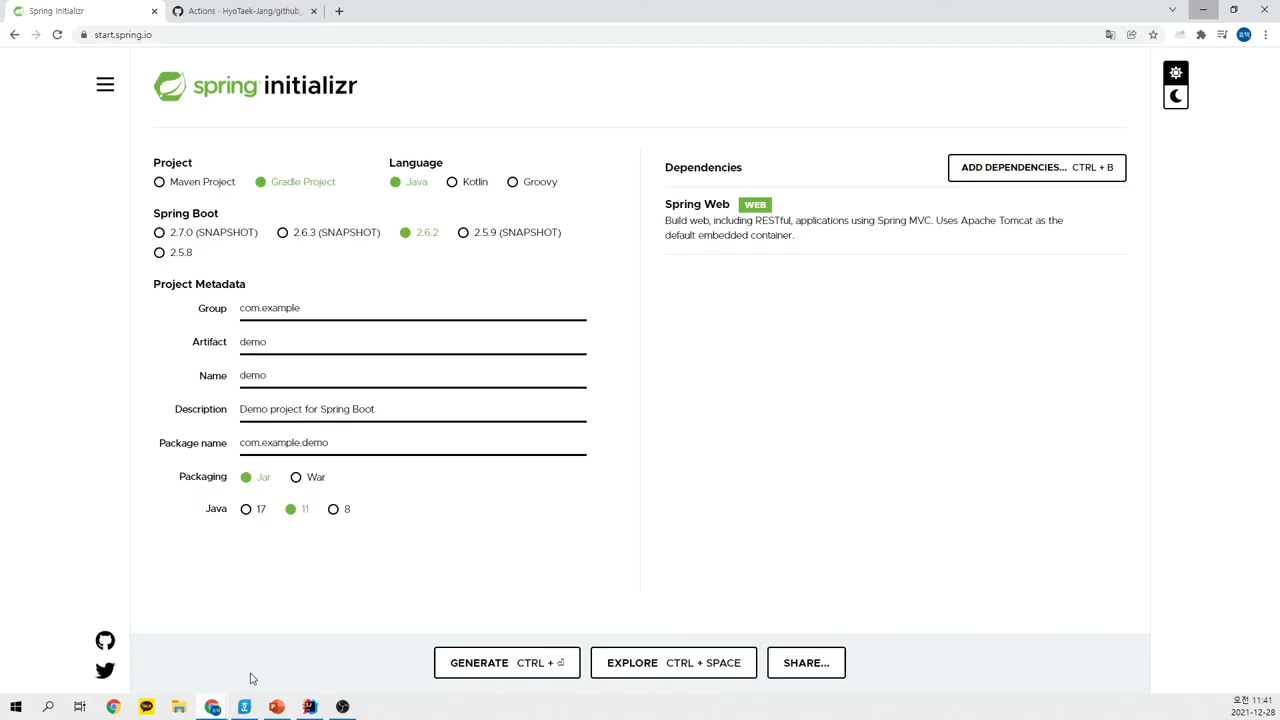 Spring Initializr
Actions · HyoTaek-Jang/github_
start.spring.io
spring initializr
Project
Maven Project
Gradle Project
Language
Java
Kotlin
Groovy
Spring Boot
2.7.0 (SNAPSHOT)
2.6.3 (SNAPSHOT)
2.6.2
2.5.9 (SNAPSHOT)
2.5.8
Project Metadata
Group com.example
Artifact demo
Name demo
Description Demo project for Spring Boot
Package name com.example.demo
Packaging Jar War
Java 17 11 8
Dependencies
ADD DEPENDENCIES... CTRL + B
Spring Web WEB
Build web, including RESTful, applications using Spring MVC. Uses Apache Tomcat as the
default embedded container.
GENERATE CTRL + ⏎
EXPLORE CTRL + SPACE
SHARE...
오전 11:41
2021-12-28